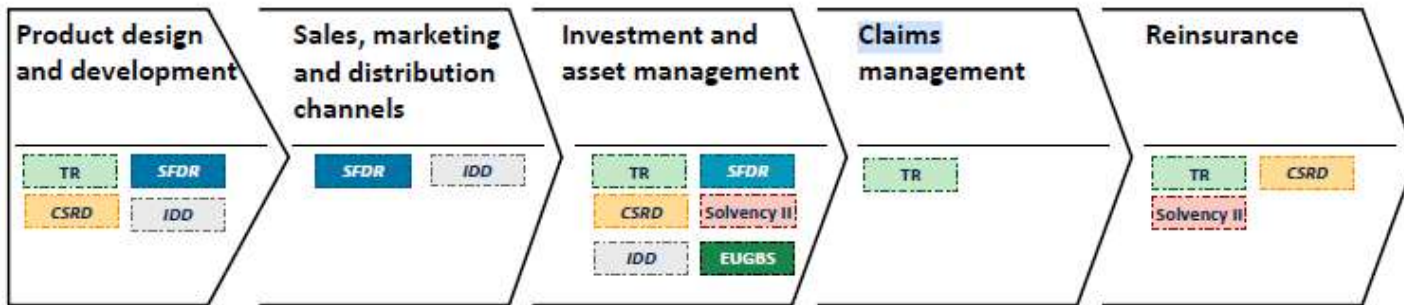 Product design
and development
TR
SFDR
CSRD
IDD
Sales, marketing
and distribution
channels
SFDR
IDD
Investment and
asset management
TR
SFDR
CSRD
Solvency II
IDD
EUGBS
Claims
management
TR
Reinsurance
TR
CSRD
Solvency II